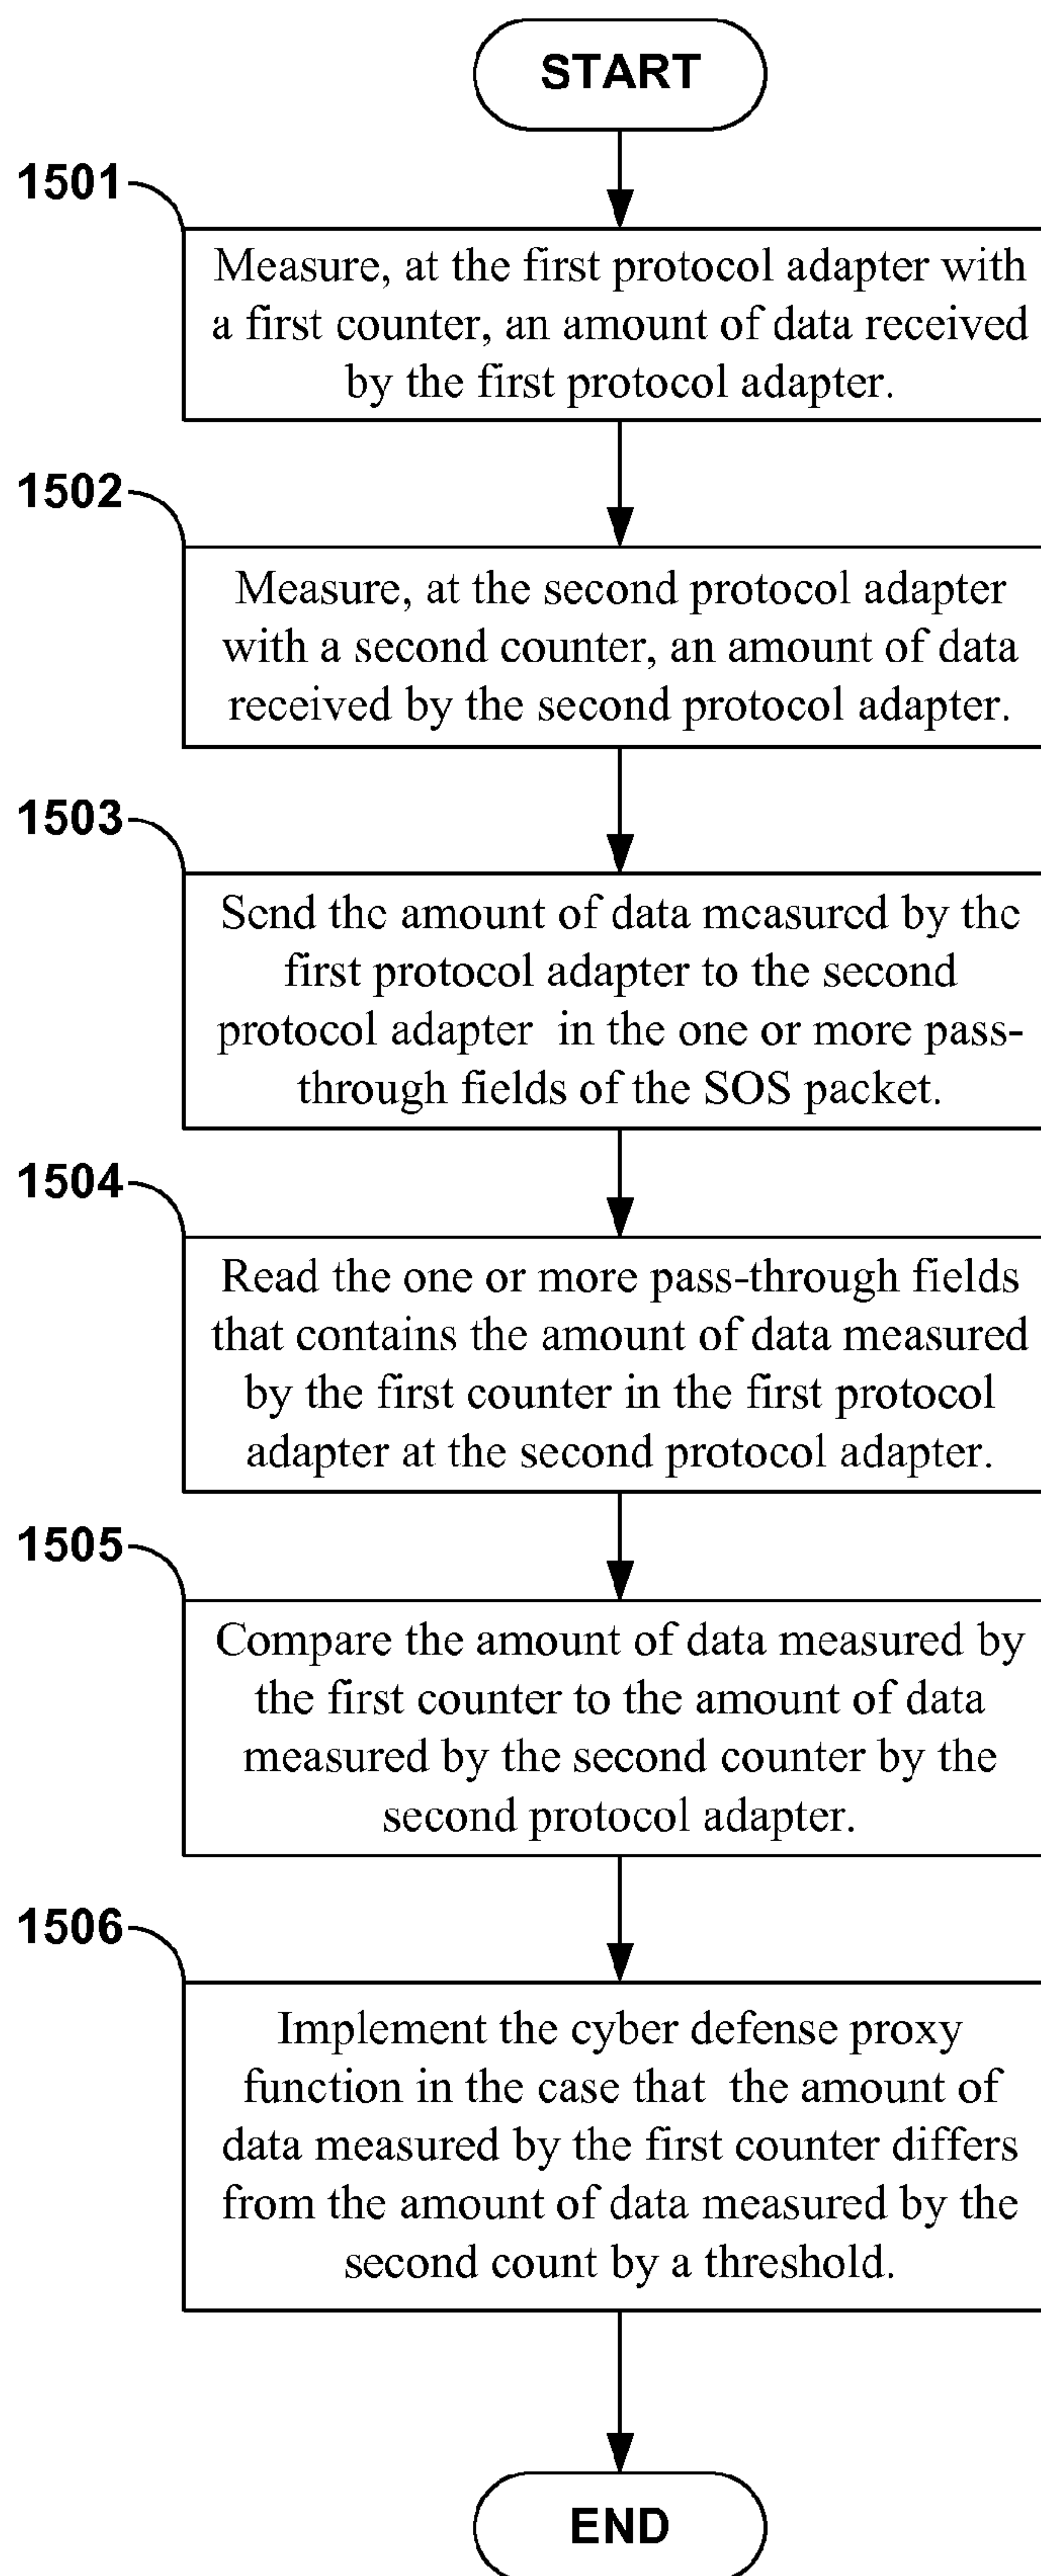 START
1501
Measure, at the first protocol adapter with
a first counter, an amount of data received
by the first protocol adapter.
1502
Measure, at the second protocol adapter
with a second counter, an amount of data
received by the second protocol adapter.
1503
Send the amount of data measured by the
first protocol adapter to the second
protocol adapter in the one or more pass-
through fields of the SOS packet.
1504
Read the one or more pass-through fields
that contains the amount of data measured
by the first counter in the first protocol
adapter at the second protocol adapter.
1505
Compare the amount of data measured by
the first counter to the amount of data
measured by the second counter by the
second protocol adapter.
1506
Implement the cyber defense proxy
function in the case that the amount of
data measured by the first counter differs
from the amount of data measured by the
second count by a threshold.
END